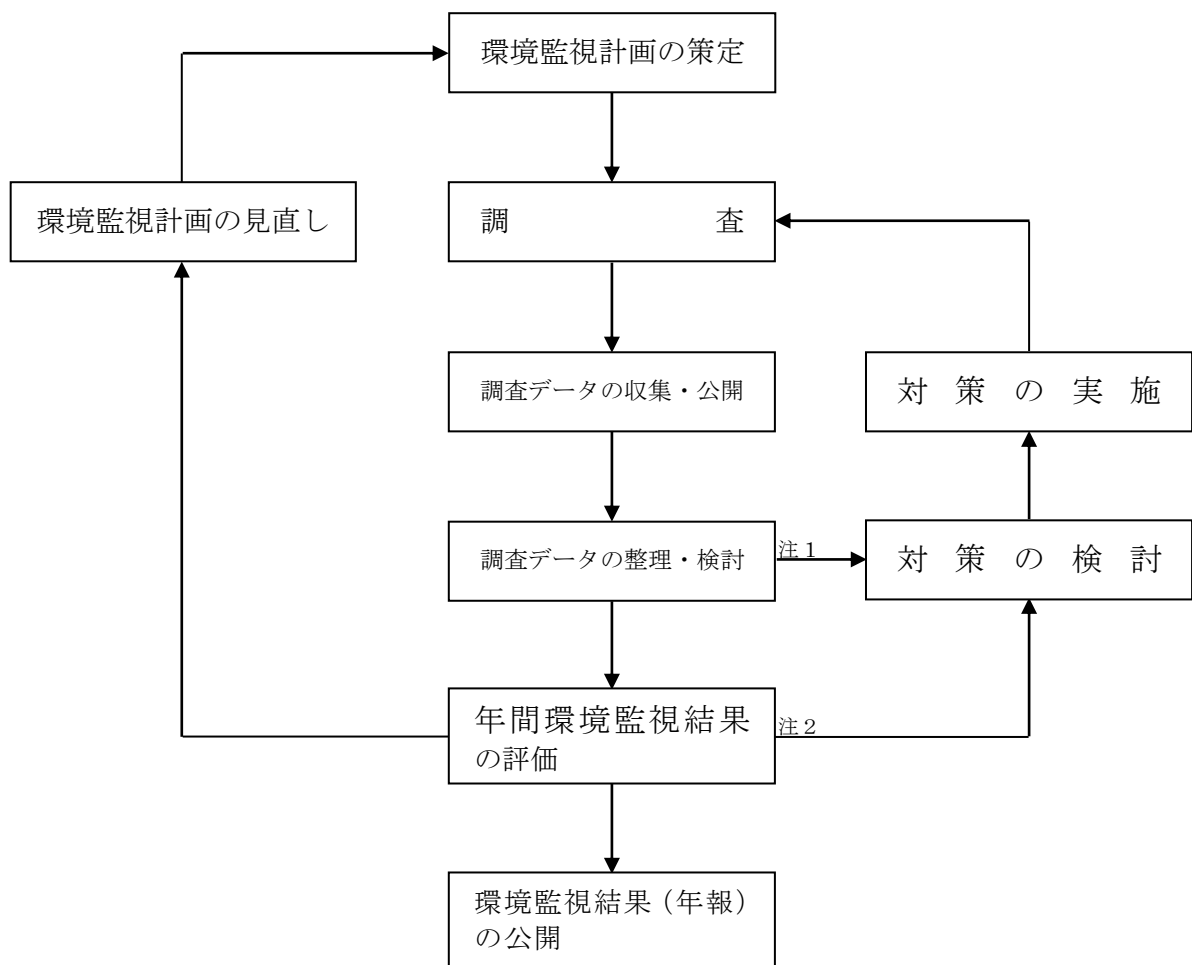 環境監視計画の策定
環境監視計画の見直し
調査
調査データの収集・公開
対策の実施
調査データの整理・検討
注1
対策の検討
年間環境監視結果
の評価
注2
環境監視結果(年報)
の公開